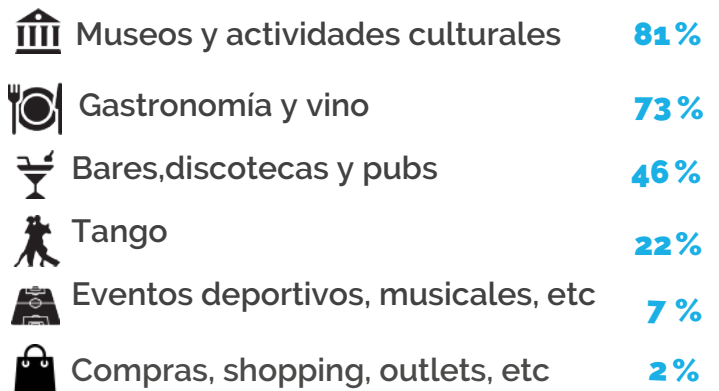 Museos y actividades culturales 81%
Gastronomía y vino 73%
Bares,discotecas y pubs 46%
Tango 22%
Eventos deportivos, musicales, etc 7 %
Compras, shopping, outlets, etc 2%